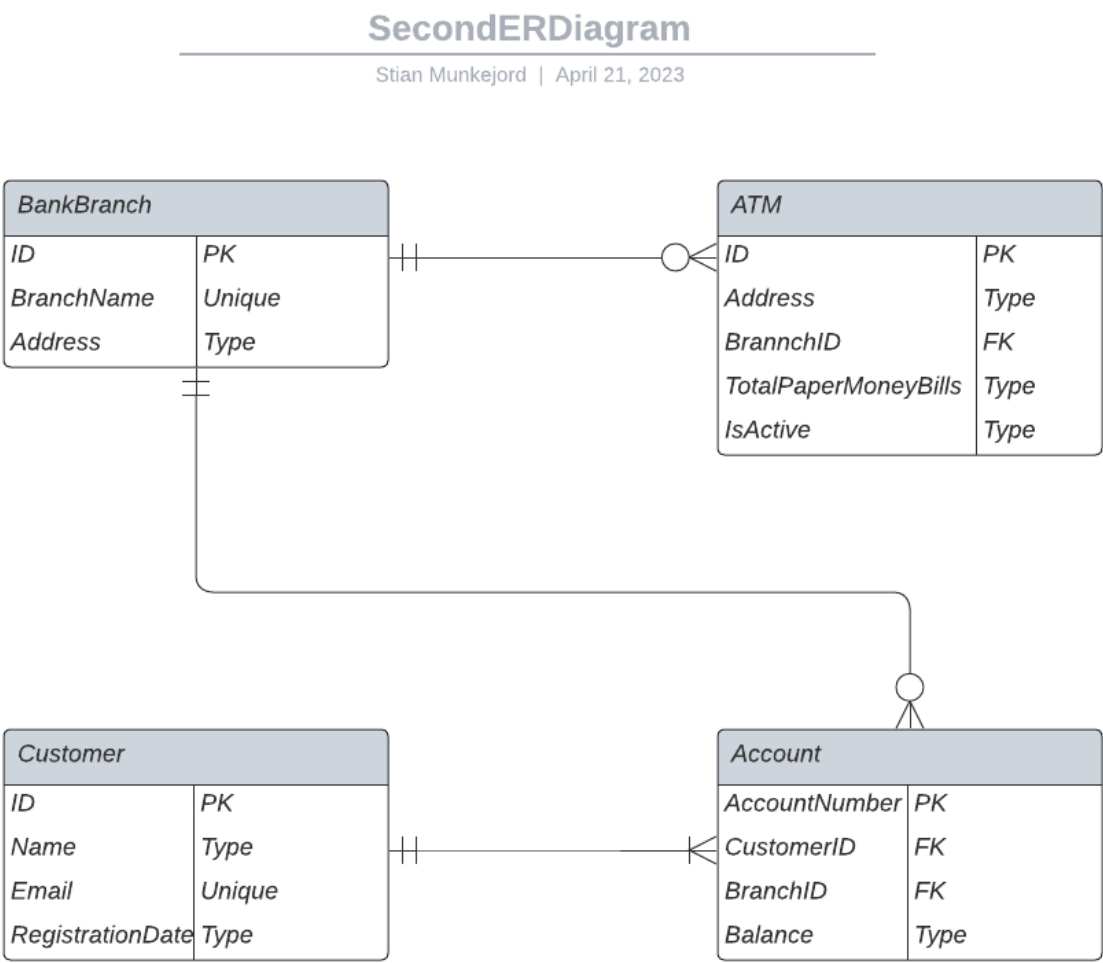 SecondERDiagram
Stian Munkejord | April 21, 2023
BankBranch
ID PK
BranchName Unique
Address Type
ATM
ID PK
Address Type
BrannchID FK
TotalPaperMoneyBills Type
IsActive Type
Customer
ID PK
Name Type
Email Unique
RegistrationDate Type
Account
AccountNumber PK
CustomerID FK
BranchID FK
Balance Type